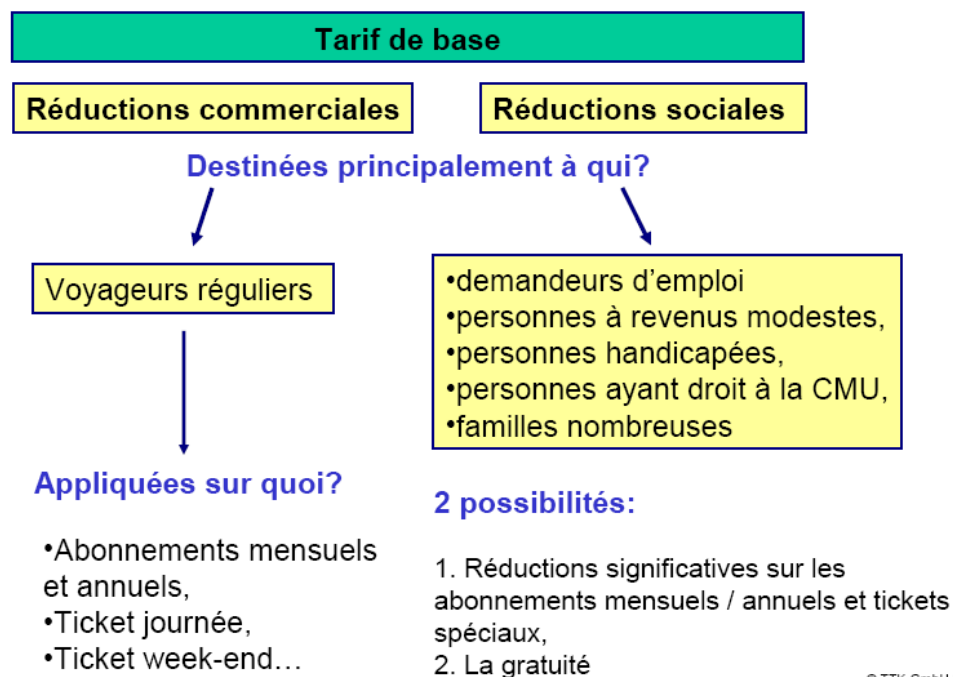 Tarif de base
Réductions commerciales
Réductions sociales
Destinées principalement à qui?
Voyageurs réguliers
•demandeurs d'emploi
•personnes à revenus modestes,
•personnes handicapées,
•personnes ayant droit à la CMU,
•familles nombreuses
Appliquées sur quoi?
•Abonnements mensuels
et annuels,
•Ticket journée,
•Ticket week-end…
2 possibilités:
1. Réductions significatives sur les
abonnements mensuels / annuels et tickets
spéciaux,
2. La gratuité